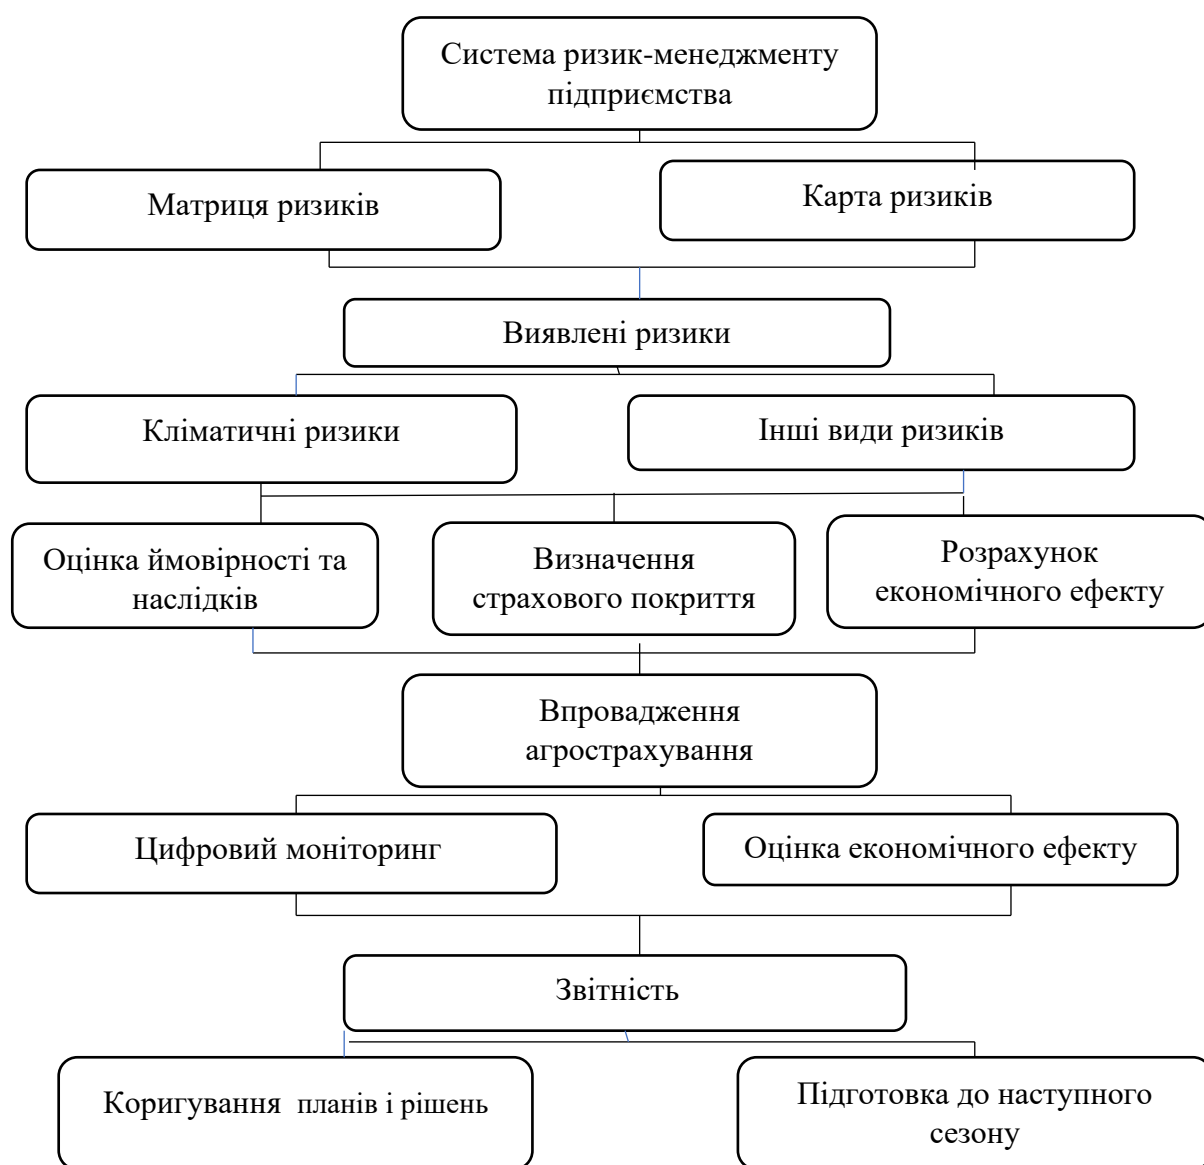 Система ризик-менеджменту
підприємства
Матриця ризиків
Карта ризиків
Виявлені ризики
Кліматичні ризики
Інші види ризиків
Оцінка ймовірності та
наслідків
Визначення
страхового покриття
Розрахунок
економічного ефекту
Впровадження
агрострахування
Цифровий моніторинг
Оцінка економічного ефекту
Звітність
Коригування планів і рішень
Підготовка до наступного
сезону